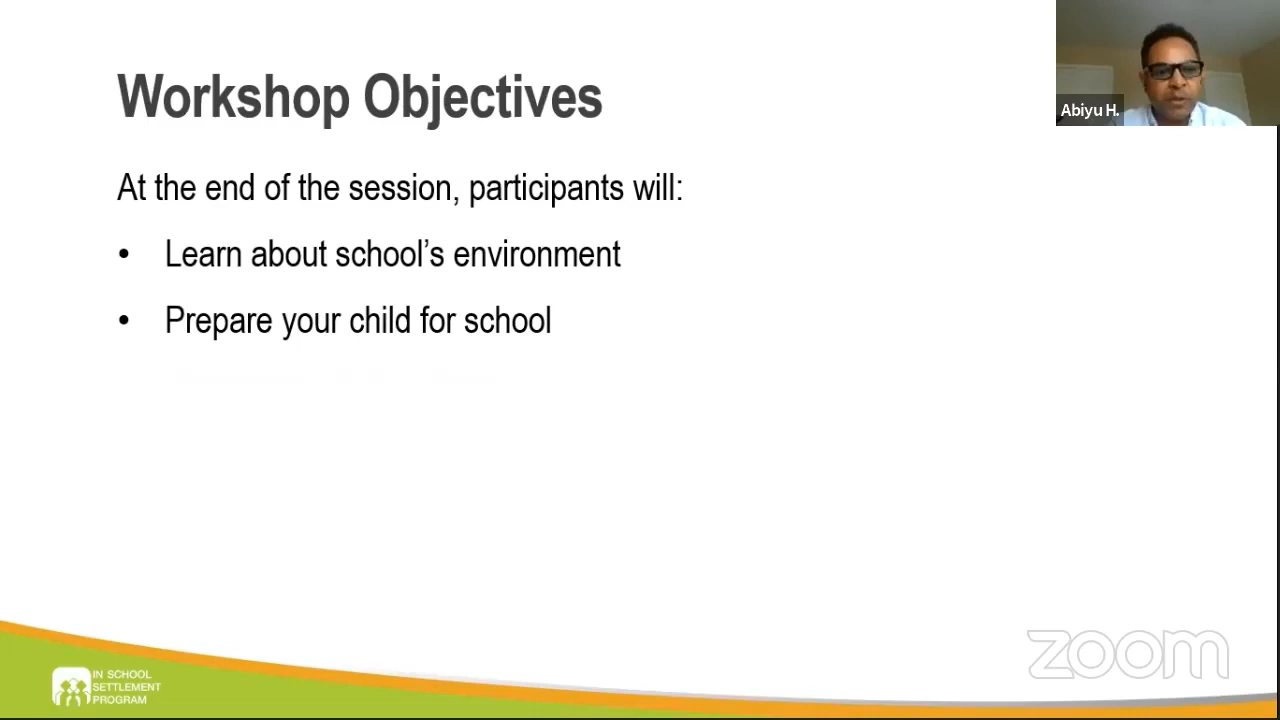 Workshop Objectives
Abiyu H.
At the end of the session, participants will:
• Learn about school’s environment
• Prepare your child for school
zoom
IN SCHOOL
SETTLEMENT
PROGRAM